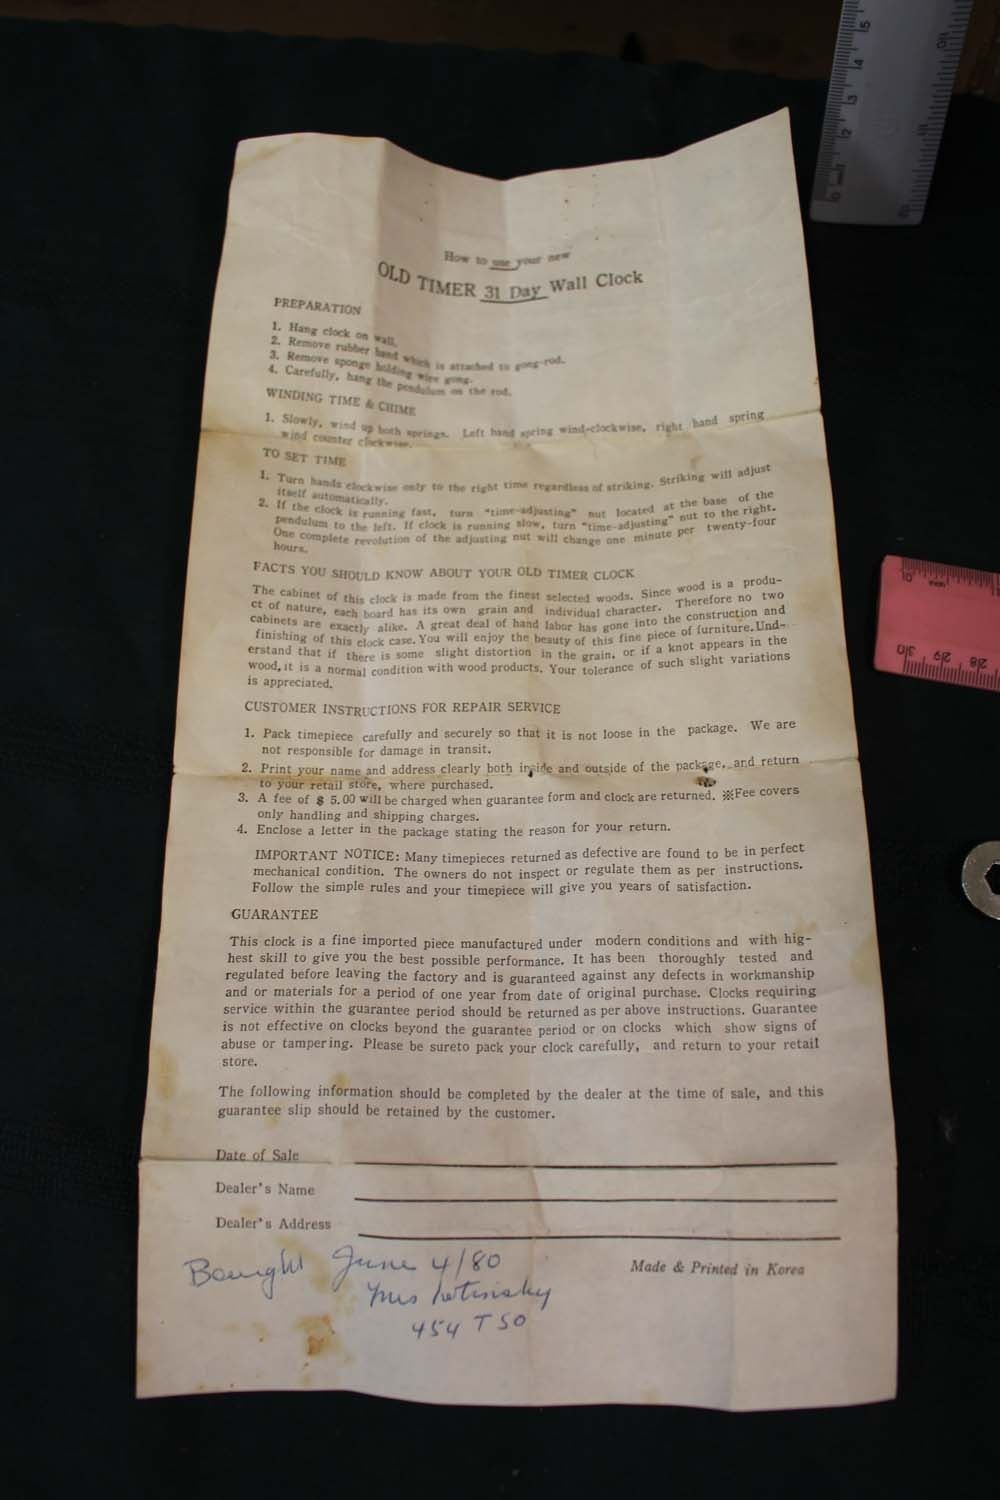 How to use your new
OLD TIMER 31 Day Wall Clock
PREPARATION
1. Hang clock on wall.
2. Remove rubber band which is attached to gong-rod.
3. Remove sponge holding wire gong.
4. Carefully, hang the pendulum on the rod.
WINDING TIME & CHIME
1. Slowly, wind up both springs. Left hand spring wind-clockwise, right hand spring
wind counter clockwise.
TO SET TIME
1. Turn hands clockwise only to the right time regardless of striking. Striking will adjust
itself automatically.
2. If the clock is running fast, turn "time-adjusting" nut located at the base of the
pendulum to the left. If clock is running slow, turn "time-adjusting" nut to the right.
One complete revolution of the adjusting nut will change one minute per twenty-four
hours.
FACTS YOU SHOULD KNOW ABOUT YOUR OLD TIMER CLOCK
The cabinet of this clock is made from the finest selected woods. Since wood is a produ-
ct of nature, each board has its own grain and individual character. Therefore no two
cabinets are exactly alike. A great deal of hand labor has gone into the construction and
finishing of this clock case. You will enjoy the beauty of this fine piece of furniture. Und-
erstand that if there is some slight distortion in the grain. or if a knot appears in the
wood, it is a normal condition with wood products. Your tolerance of such slight variations
is appreciated.
CUSTOMER INSTRUCTIONS FOR REPAIR SERVICE
1. Pack timepiece carefully and securely so that it is not loose in the package. We are
not responsible for damage in transit.
2. Print your name and address clearly both inside and outside of the package, and return
to your retail store, where purchased.
3. A fee of $ 5.00 will be charged when guarantee form and clock are returned. ※Fee covers
only handling and shipping charges.
4. Enclose a letter in the package stating the reason for your return.
IMPORTANT NOTICE: Many timepieces returned as defective are found to be in perfect
mechanical condition. The owners do not inspect or regulate them as per instructions.
Follow the simple rules and your timepiece will give you years of satisfaction.
GUARANTEE
This clock is a fine imported piece manufactured under modern conditions and with hig-
hest skill to give you the best possible performance. It has been thoroughly tested and
regulated before leaving the factory and is guaranteed against any defects in workmanship
and or materials for a period of one year from date of original purchase. Clocks requiring
service within the guarantee period should be returned as per above instructions. Guarantee
is not effective on clocks beyond the guarantee period or on clocks which show signs of
abuse or tampering. Please be sureto pack your clock carefully, and return to your retail
store.
The following information should be completed by the dealer at the time of sale, and this
guarantee slip should be retained by the customer.
Date of Sale
Dealer's Name
Dealer's Address
Made & Printed in Korea
Bought June 4/80
Mrs
454 T50
0 1 2 3 4 5
30 29 28